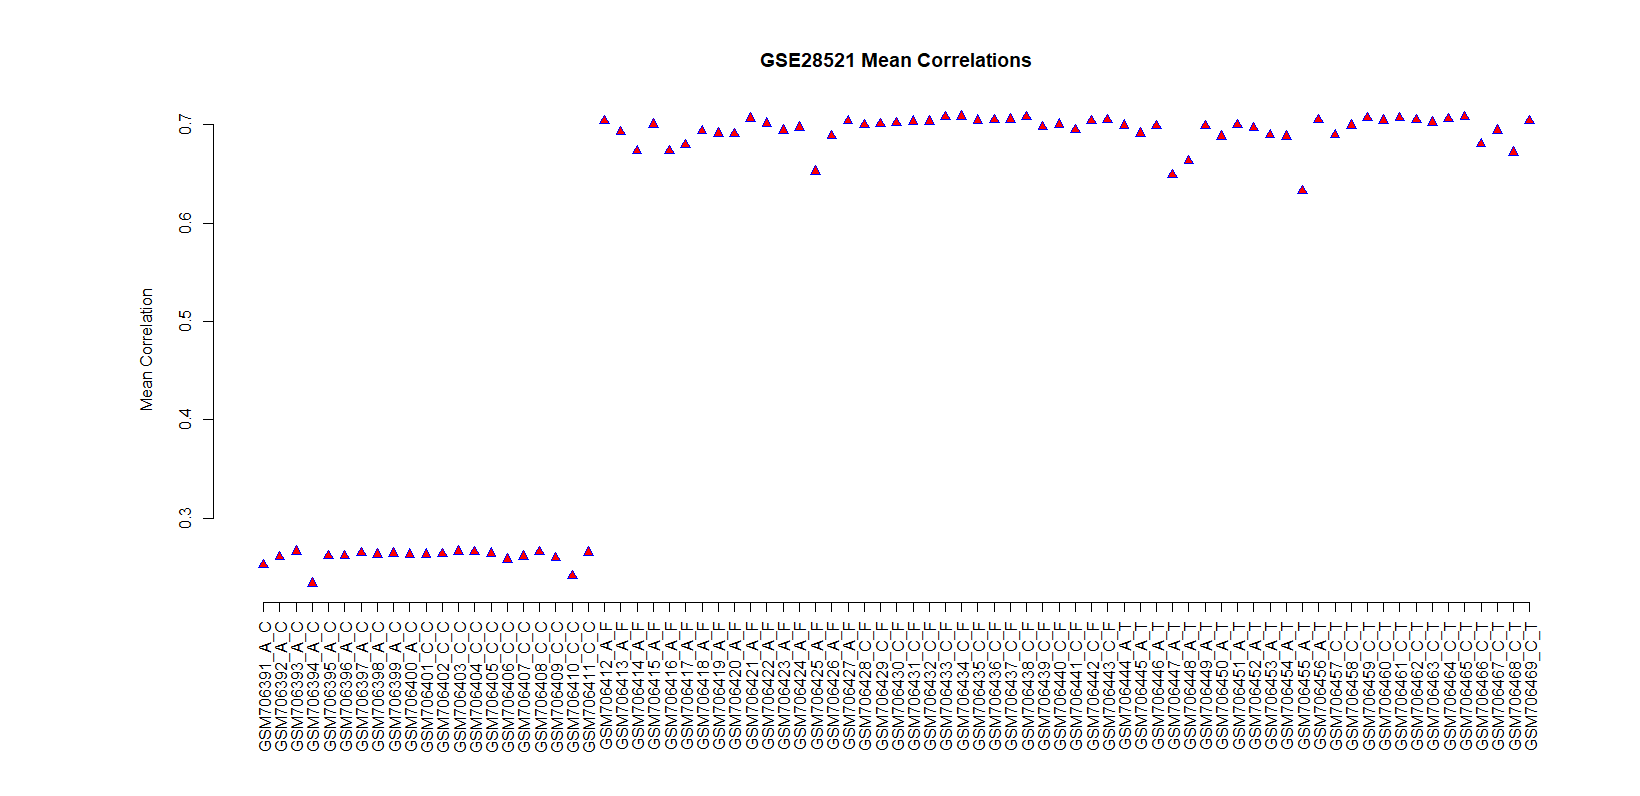 GSE28521 Mean Correlations
Mean Correlation
0.7
0.6
0.5
0.4
0.3
GSM706391_A_C
GSM706392_A_C
GSM706393_A_C
GSM706394_A_C
GSM706395_A_C
GSM706396_A_C
GSM706397_A_C
GSM706398_A_C
GSM706399_A_C
GSM706400_A_C
GSM706401_C_C
GSM706402_C_C
GSM706403_C_C
GSM706404_C_C
GSM706405_C_C
GSM706406_C_C
GSM706407_C_C
GSM706408_C_C
GSM706409_C_C
GSM706410_C_C
GSM706411_C_C
GSM706412_A_F
GSM706413_A_F
GSM706414_A_F
GSM706415_A_F
GSM706416_A_F
GSM706417_A_F
GSM706418_A_F
GSM706419_A_F
GSM706420_A_F
GSM706421_A_F
GSM706422_A_F
GSM706423_A_F
GSM706424_A_F
GSM706425_A_F
GSM706426_A_F
GSM706427_A_F
GSM706428_C_F
GSM706429_C_F
GSM706430_C_F
GSM706431_C_F
GSM706432_C_F
GSM706433_C_F
GSM706434_C_F
GSM706435_C_F
GSM706436_C_F
GSM706437_C_F
GSM706438_C_F
GSM706439_C_F
GSM706440_C_F
GSM706441_C_F
GSM706442_C_F
GSM706443_C_F
GSM706444_A_T
GSM706445_A_T
GSM706446_A_T
GSM706447_A_T
GSM706448_A_T
GSM706449_A_T
GSM706450_A_T
GSM706451_A_T
GSM706452_A_T
GSM706453_A_T
GSM706454_A_T
GSM706455_A_T
GSM706456_A_T
GSM706457_C_T
GSM706458_C_T
GSM706459_C_T
GSM706460_C_T
GSM706461_C_T
GSM706462_C_T
GSM706463_C_T
GSM706464_C_T
GSM706465_C_T
GSM706466_C_T
GSM706467_C_T
GSM706468_C_T
GSM706469_C_T